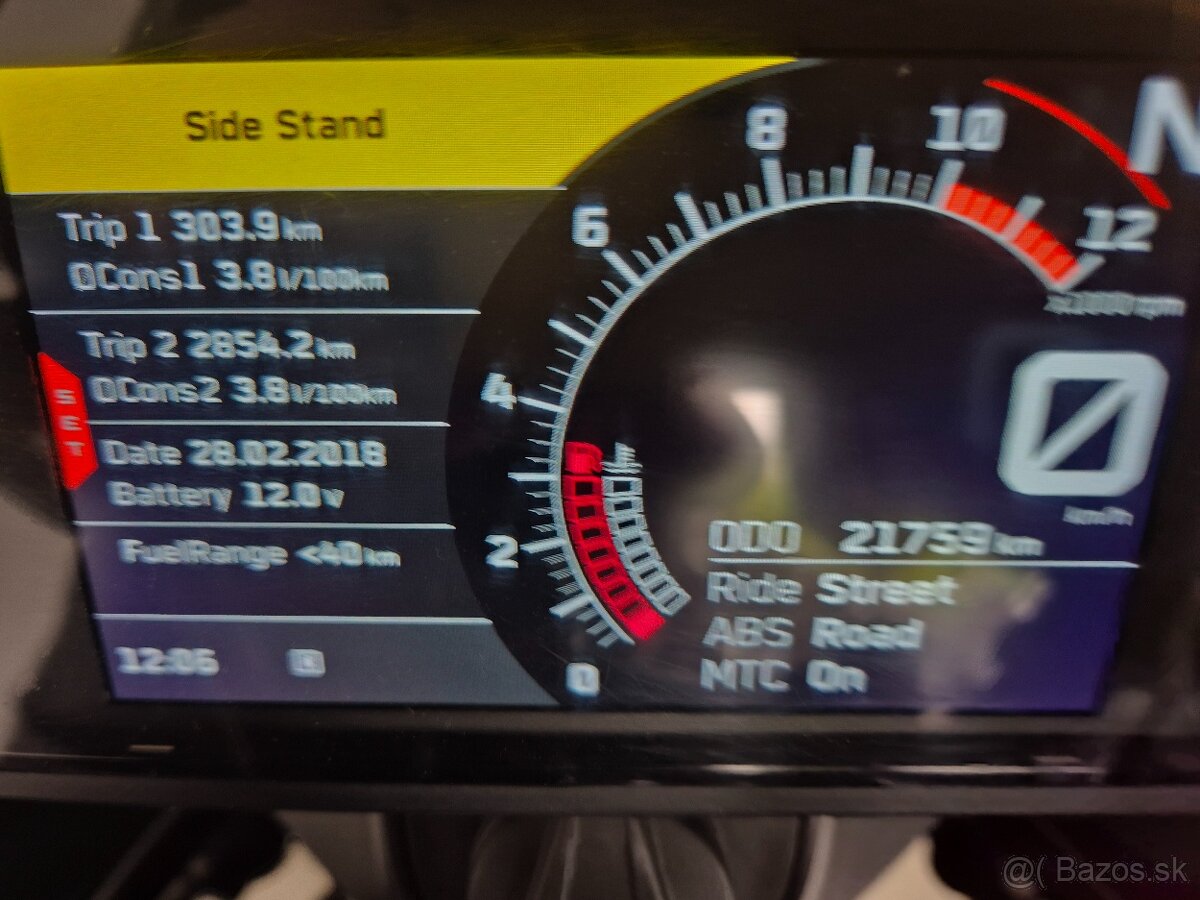 Side Stand
Trip 1 303.9 km
ØCons1 3.8 l/100km
Trip 2 2854.2 km
ØCons2 3.8 l/100km
SET
Date 28.02.2018
Battery 12.0 v
FuelRange <40 km
12:06
0
2
4
6
8
10
12
x1000 rpm
N
0
km/h
ODO 21759 km
Ride Street
ABS Road
MTC On
@( Bazos.sk